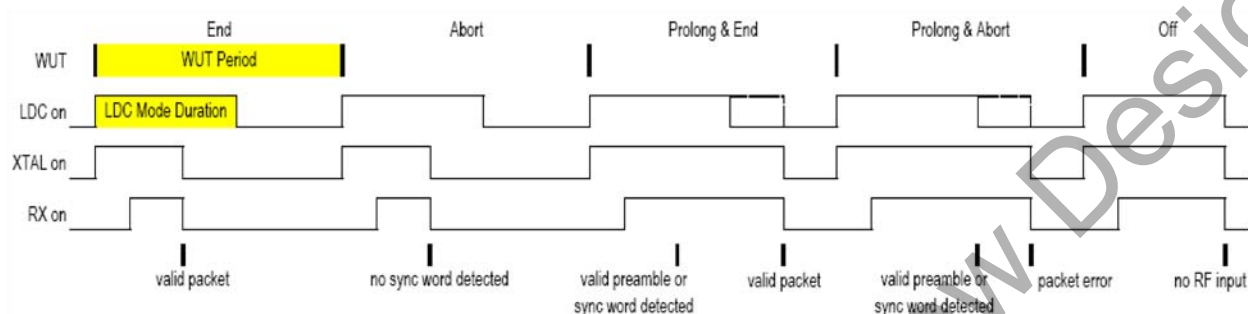 End Abort Prolong & End Prolong & Abort Off
WUT WUT Period
LDC on LDC Mode Duration
XTAL on
RX on
valid packet no sync word detected valid preamble or sync word detected valid packet valid preamble or sync word detected packet error no RF input
w Desig